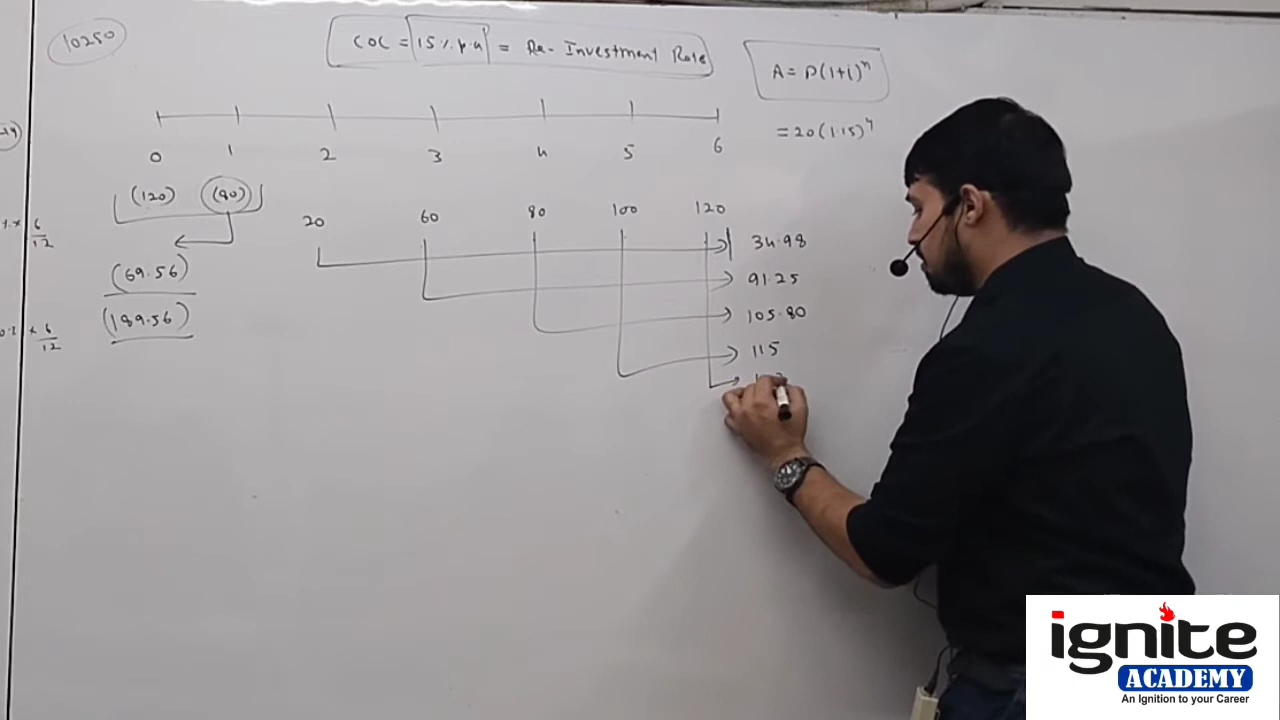 10250
COC = 15% p.a = Re-Investment Rate
A = P(1+i)^n
= 20(1.15)^4
0 1 2 3 4 5 6
(120) (80)
20 60 80 100 120
6/12
(69.56)
(189.56)
× 6/12
34.98
91.25
105.80
115
ignite
ACADEMY
An Ignition to your Career